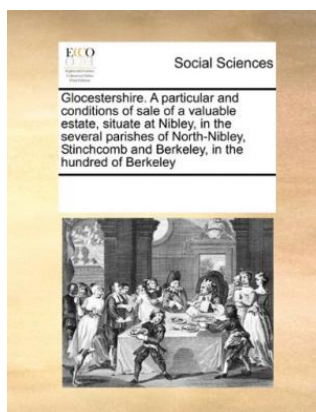 ECCO
Social Sciences
Glocestershire. A particular and
conditions of sale of a valuable
estate, situate at Nibley, in the
several parishes of North-Nibley,
Stinchcomb and Berkeley, in the
hundred of Berkeley